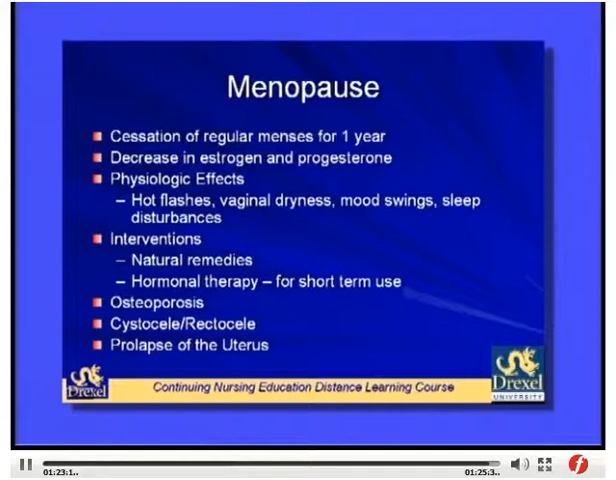 Menopause
Cessation of regular menses for 1 year
Decrease in estrogen and progesterone
Physiologic Effects
– Hot flashes, vaginal dryness, mood swings, sleep
disturbances
Interventions
– Natural remedies
– Hormonal therapy – for short term use
Osteoporosis
Cystocele/Rectocele
Prolapse of the Uterus
Drexel
Continuing Nursing Education Distance Learning Course
Drexel
UNIVERSITY
01:23:1..
01:25:3..